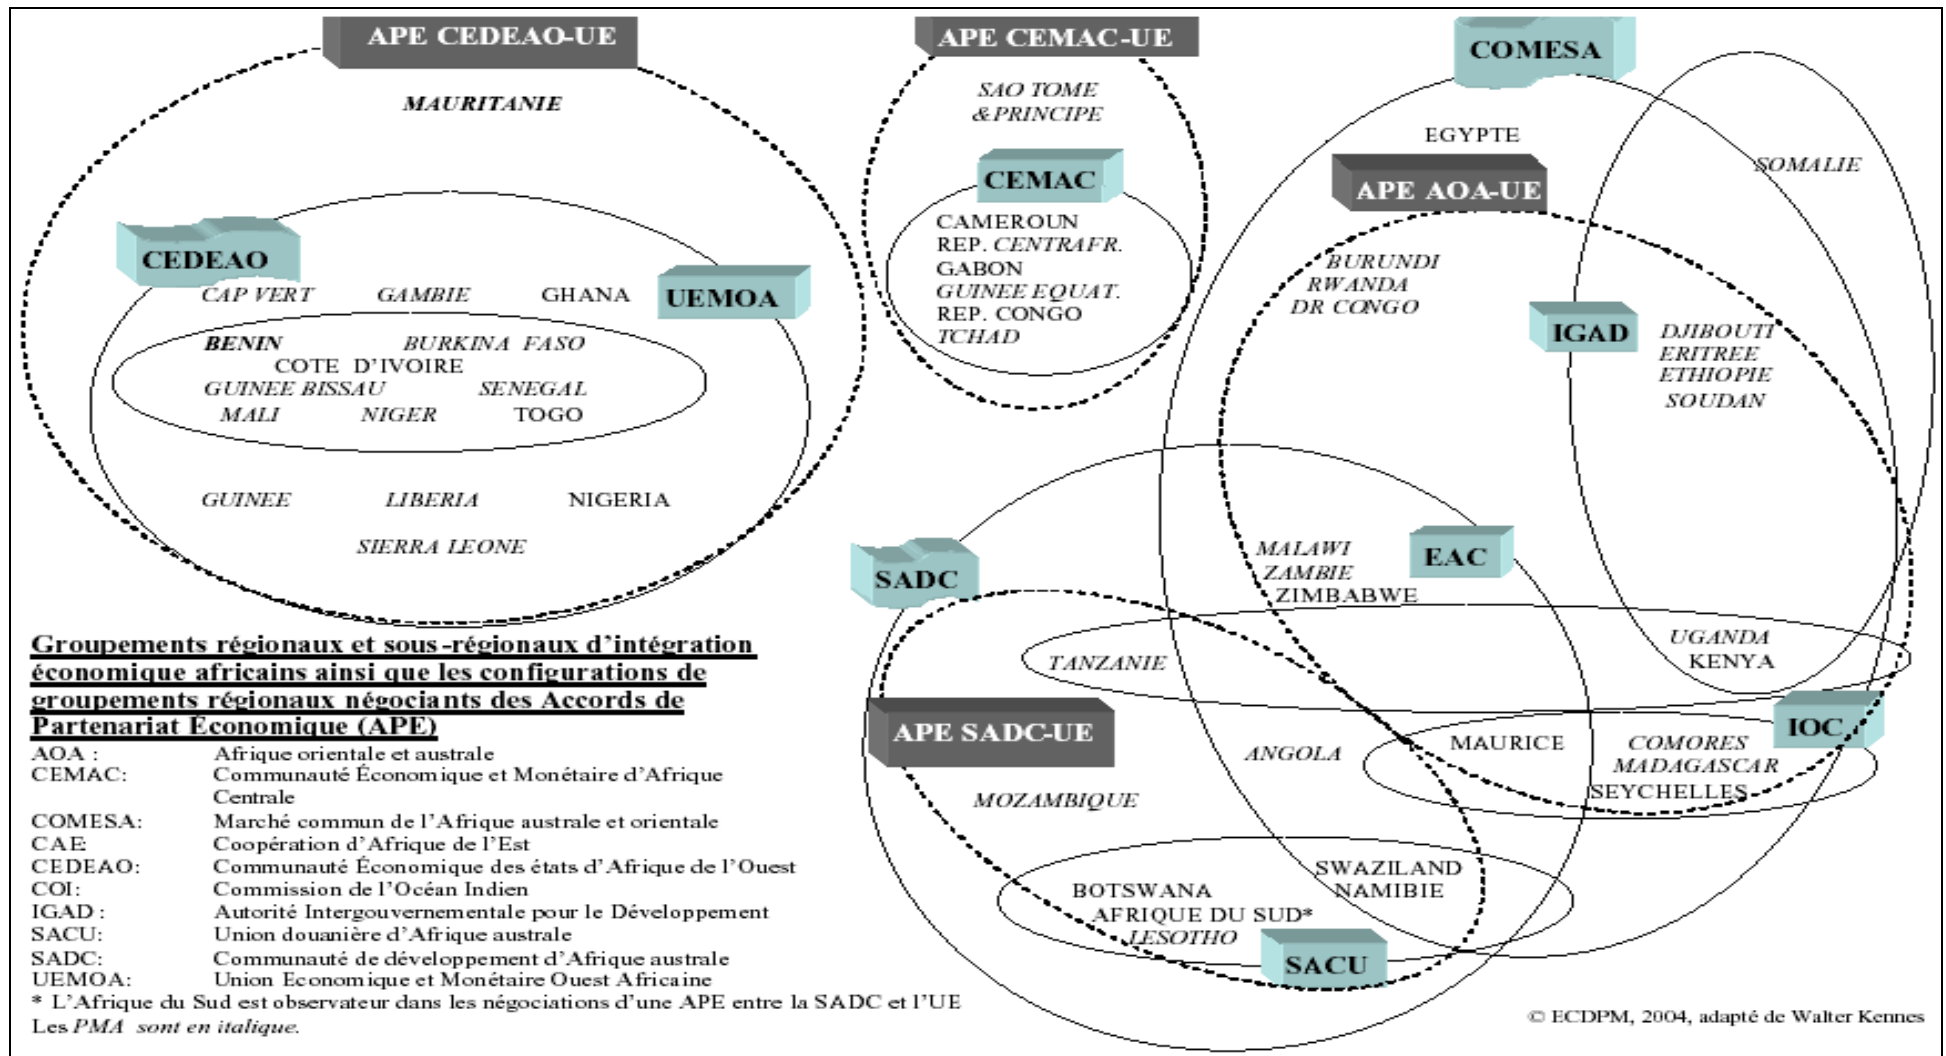 APE CEDEAO-UE
MAURITANIE
CEDEAO
UEMOA
CAP VERT GAMBIE GHANA
BENIN BURKINA FASO
COTE D'IVOIRE
GUINEE BISSAU SENEGAL
MALI NIGER TOGO
GUINEE LIBERIA NIGERIA
SIERRA LEONE
APE CEMAC-UE
SAO TOME
&PRINCIPE
CEMAC
CAMEROUN
REP. CENTRAFR.
GABON
GUINEE EQUAT.
REP. CONGO
TCHAD
COMESA
EGYPTE
SOMALIE
APE AOA-UE
BURUNDI
RWANDA
DR CONGO
IGAD
DJIBOUTI
ERITREE
ETHIOPIE
SOUDAN
SADC
EAC
MALAWI
ZAMBIE
ZIMBABWE
TANZANIE
UGANDA
KENYA
APE SADC-UE
IOC
ANGOLA
MAURICE
COMORES
MADAGASCAR
SEYCHELLES
MOZAMBIQUE
SWAZILAND
NAMIBIE
BOTSWANA
AFRIQUE DU SUD*
LESOTHO
SACU
Groupements régionaux et sous-régionaux d'intégration
économique africains ainsi que les configurations de
groupements régionaux négociants des Accords de
Partenariat Économique (APE)
AOA : Afrique orientale et australe
CEMAC: Communauté Économique et Monétaire d'Afrique
Centrale
COMESA: Marché commun de l'Afrique australe et orientale
CAE: Coopération d'Afrique de l'Est
CEDEAO: Communauté Économique des états d'Afrique de l'Ouest
COI: Commission de l'Océan Indien
IGAD : Autorité Intergouvernementale pour le Développement
SACU: Union douanière d'Afrique australe
SADC: Communauté de développement d'Afrique australe
UEMOA: Union Economique et Monétaire Ouest Africaine
* L'Afrique du Sud est observateur dans les négociations d'une APE entre la SADC et l'UE
Les PMA sont en italique.
© ECDPM, 2004, adapté de Walter Kennes